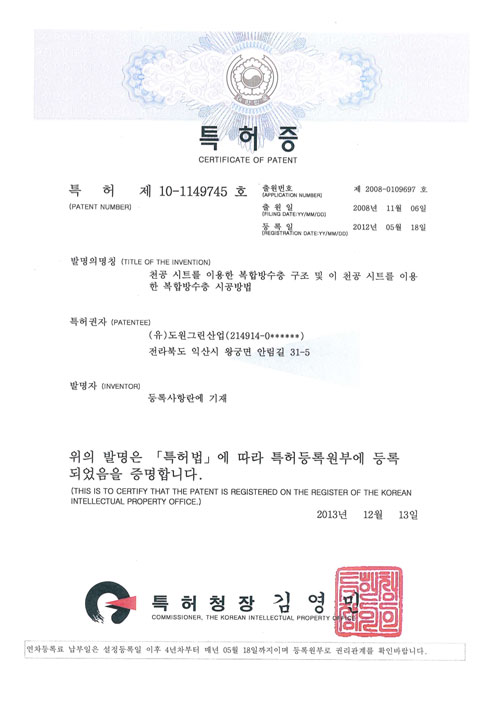 특허증
CERTIFICATE OF PATENT
특 허 제 10-1149745 호
(PATENT NUMBER)
출원번호 제 2008-0109697 호
(APPLICATION NUMBER)
출 원 일 2008년 11월 06일
(FILING DATE:YY/MM/DD)
등 록 일 2012년 05월 18일
(REGISTRATION DATE:YY/MM/DD)
발명의명칭 (TITLE OF THE INVENTION)
천공 시트를 이용한 복합방수층 구조 및 이 천공 시트를 이용
한 복합방수층 시공방법
특허권자 (PATENTEE)
(유)도원그린산업(214914-0******)
전라북도 익산시 왕궁면 안림길 31-5
발명자 (INVENTOR)
등록사항란에 기재
위의 발명은 「특허법」에 따라 특허등록원부에 등록
되었음을 증명합니다.
(THIS IS TO CERTIFY THAT THE PATENT IS REGISTERED ON THE REGISTER OF THE KOREAN
INTELLECTUAL PROPERTY OFFICE.)
2013년 12월 13일
특허청장 김영민
COMMISSIONER, THE KOREAN INTELLECTUAL PROPERTY OFFICE
연차등록료 납부일은 설정등록일 이후 4년차부터 매년 05월 18일까지이며 등록원부로 권리관계를 확인바랍니다.